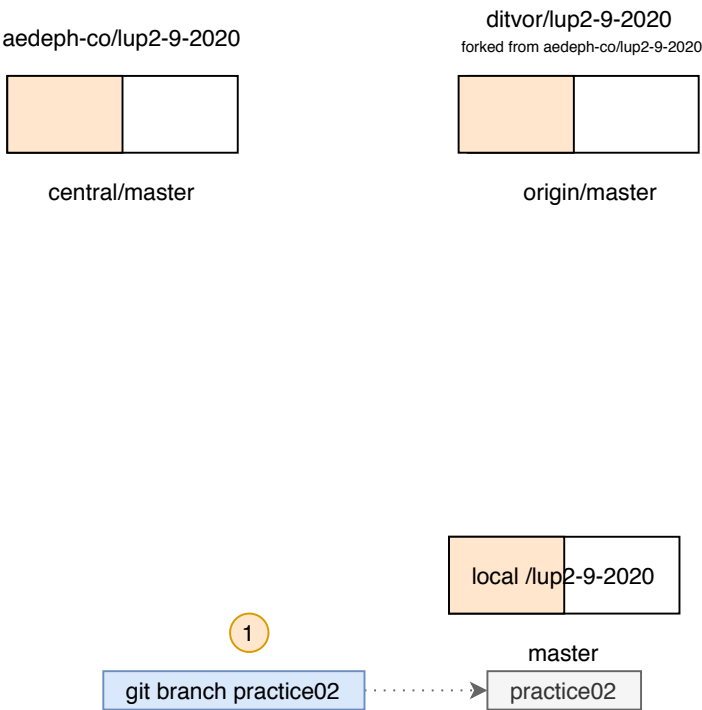 aedeph-co/lup2-9-2020
ditvor/lup2-9-2020
forked from aedeph-co/lup2-9-2020
central/master
origin/master
local /lup2-9-2020
1
master
git branch practice02
practice02